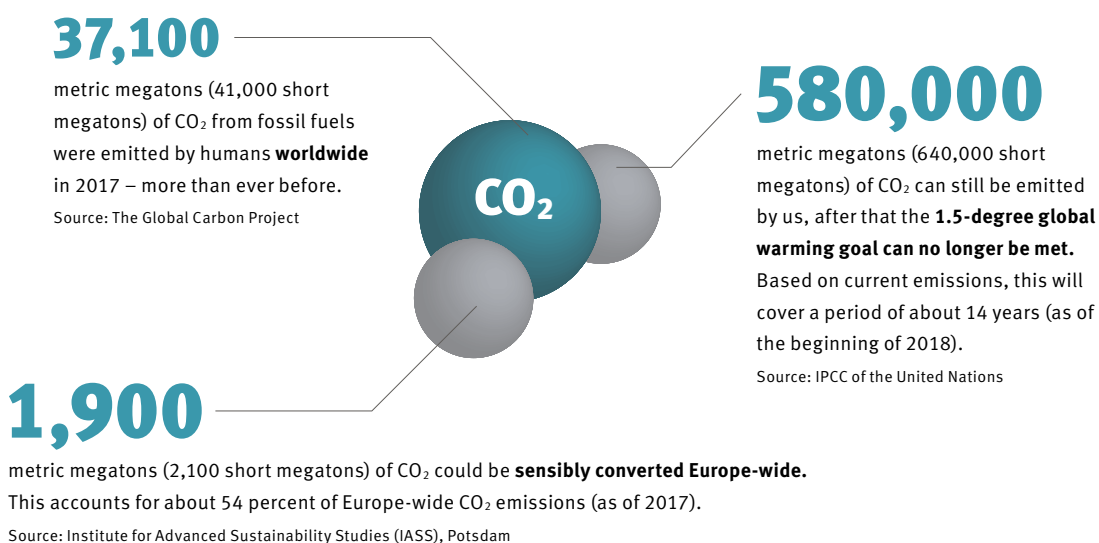 37,100
metric megatons (41,000 short
megatons) of CO₂ from fossil fuels
were emitted by humans worldwide
in 2017 – more than ever before.
Source: The Global Carbon Project
CO₂
580,000
metric megatons (640,000 short
megatons) of CO₂ can still be emitted
by us, after that the 1.5-degree global
warming goal can no longer be met.
Based on current emissions, this will
cover a period of about 14 years (as of
the beginning of 2018).
Source: IPCC of the United Nations
1,900
metric megatons (2,100 short megatons) of CO₂ could be sensibly converted Europe-wide.
This accounts for about 54 percent of Europe-wide CO₂ emissions (as of 2017).
Source: Institute for Advanced Sustainability Studies (IASS), Potsdam